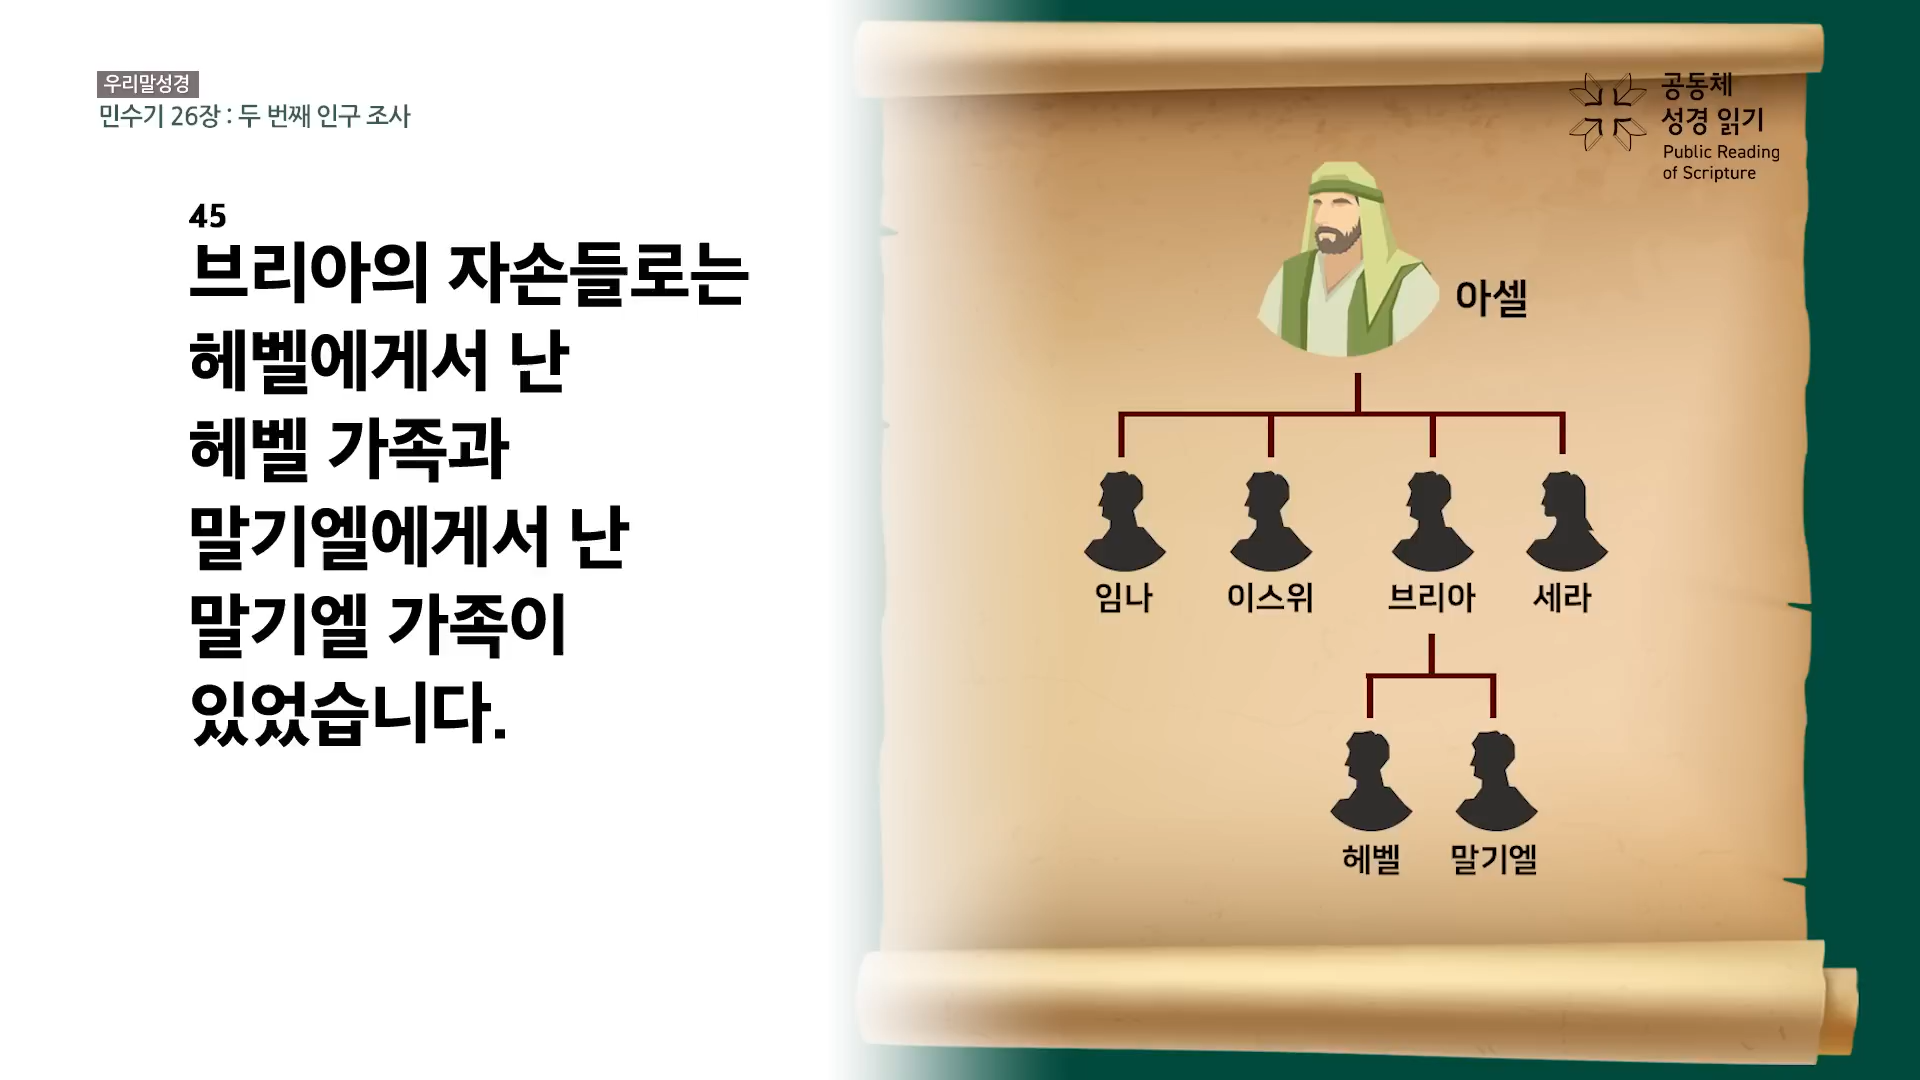 우리말성경
민수기 26장 : 두 번째 인구 조사
45
브리아의 자손들로는
헤벨에게서 난
헤벨 가족과
말기엘에게서 난
말기엘 가족이
있었습니다.
공동체
성경 읽기
Public Reading
of Scripture
아셀
임나
이스위
브리아
세라
헤벨
말기엘